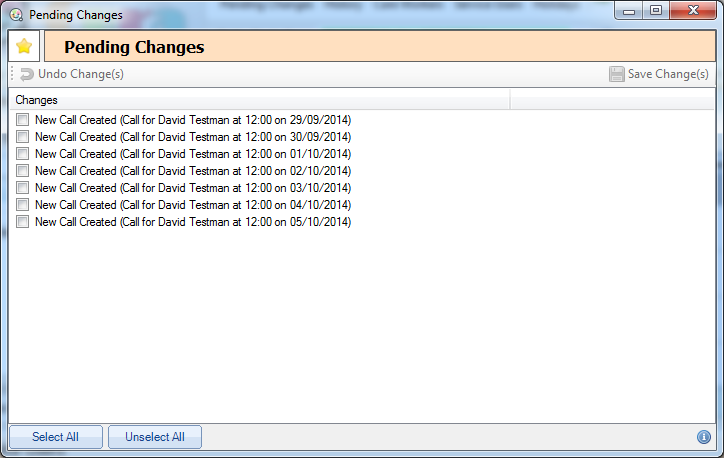 Pending Changes
Pending Changes
Undo Change(s) Save Change(s)
Changes
New Call Created (Call for David Testman at 12:00 on 29/09/2014)
New Call Created (Call for David Testman at 12:00 on 30/09/2014)
New Call Created (Call for David Testman at 12:00 on 01/10/2014)
New Call Created (Call for David Testman at 12:00 on 02/10/2014)
New Call Created (Call for David Testman at 12:00 on 03/10/2014)
New Call Created (Call for David Testman at 12:00 on 04/10/2014)
New Call Created (Call for David Testman at 12:00 on 05/10/2014)
Select All Unselect All